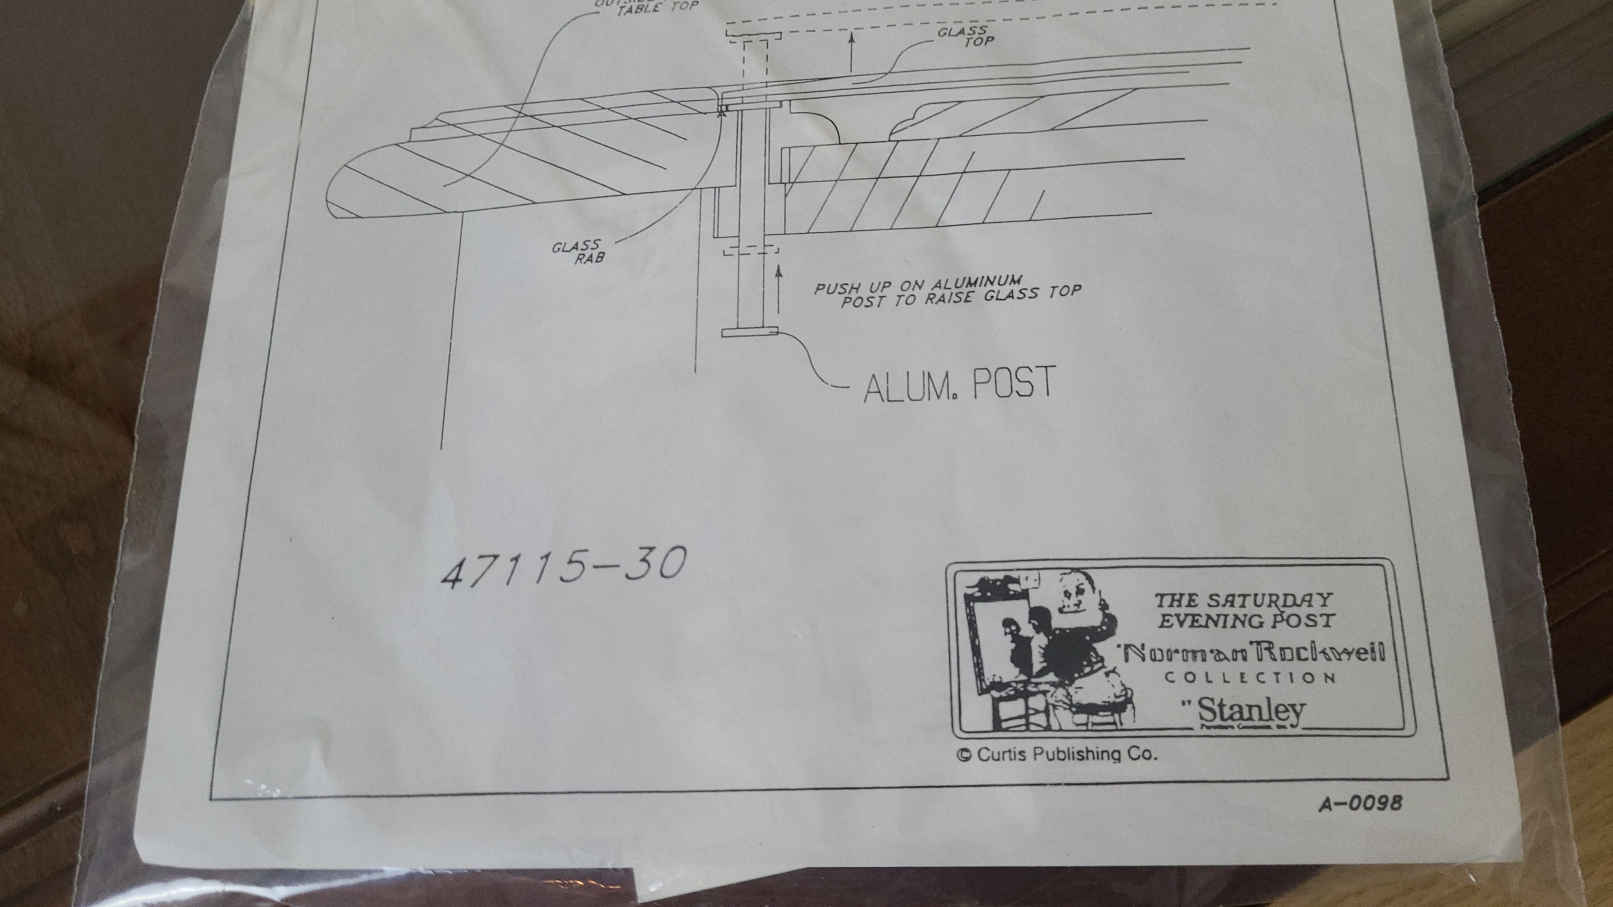 TABLE TOP
GLASS
TOP
GLASS
RAB
PUSH UP ON ALUMINUM
POST TO RAISE GLASS TOP
ALUM. POST
47115-30
THE SATURDAY
EVENING POST
Norman Rockwell
COLLECTION
Stanley
© Curtis Publishing Co.
A-0098